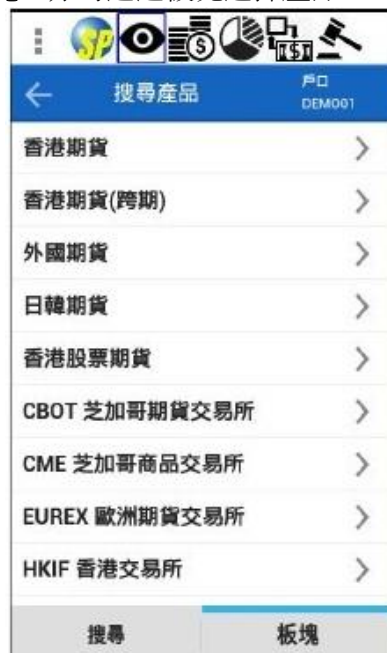 SP
$
I$I
搜尋產品
戶口
DEMO01
香港期貨
香港期貨(跨期)
外國期貨
日韓期貨
香港股票期貨
CBOT 芝加哥期貨交易所
CME 芝加哥商品交易所
EUREX 歐洲期貨交易所
HKIF 香港交易所
搜尋
板塊